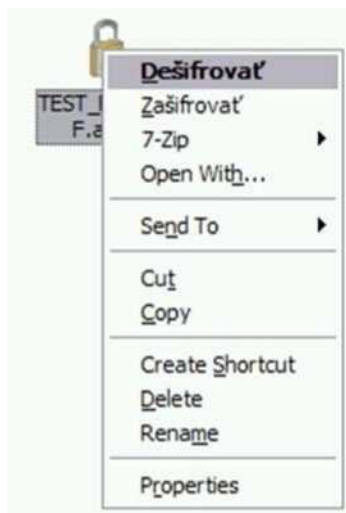 TEST_
F.a
Dešifrovať
Zašifrovať
7-Zip
Open With...
Send To
Cut
Copy
Create Shortcut
Delete
Rename
Properties